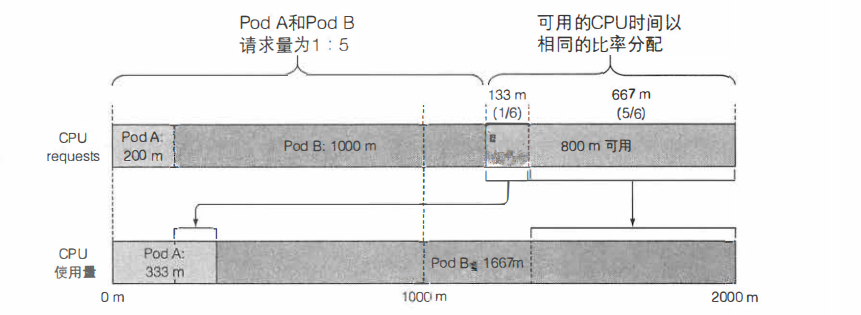 Pod A和Pod B
请求量为1：5
可用的CPU时间以
相同的比率分配
133 m
(1/6)
667 m
(5/6)
CPU
requests
Pod A:
200 m
Pod B: 1000 m
800 m 可用
CPU
使用量
Pod A:
333 m
Pod B: 1667m
0 m
1000 m
2000 m